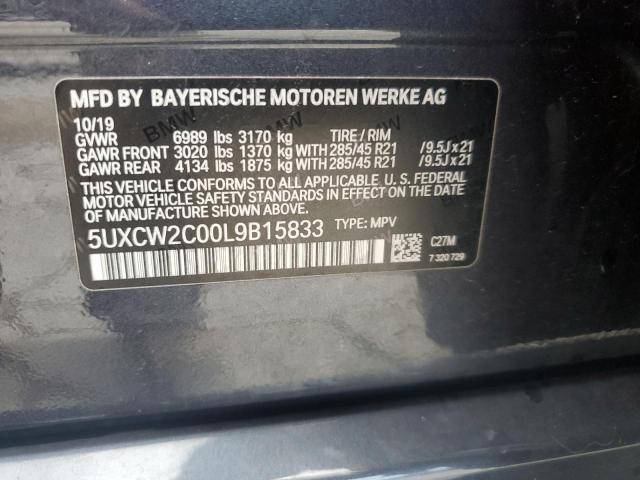 MFD BY BAYERISCHE MOTOREN WERKE AG
10/19
GVWR 6989 lbs 3170 kg TIRE / RIM
GAWR FRONT 3020 lbs 1370 kg WITH 285/45 R21 /9.5J x 21
GAWR REAR 4134 lbs 1875 kg WITH 285/45 R21 /9.5J x 21
THIS VEHICLE CONFORMS TO ALL APPLICABLE, U. S. FEDERAL
MOTOR VEHICLE SAFETY STANDARDS IN EFFECT ON THE DATE OF
MANUFACTURE SHOWN ABOVE.
5UXCW2C00L9B15833 TYPE: MPV
C27M
7 320 729